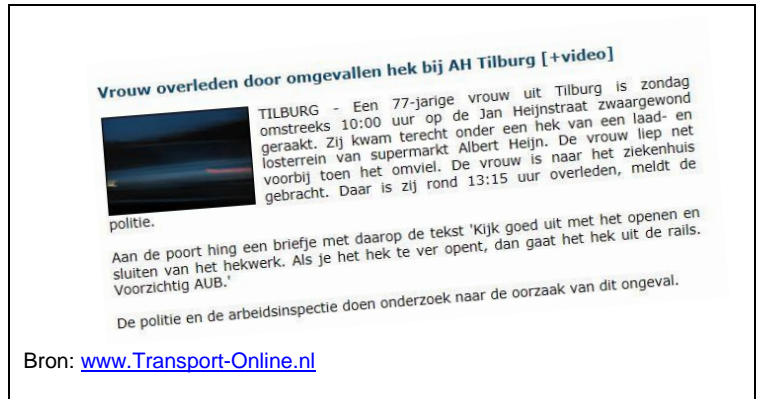 Vrouw overleden door omgevallen hek bij AH Tilburg [+video]
TILBURG - Een 77-jarige vrouw uit Tilburg is zondag
omstreeks 10:00 uur op de Jan Heijnstraat zwaargewond
geraakt. Zij kwam terecht onder een hek van een laad- en
losterrein van supermarkt Albert Heijn. De vrouw liep net
voorbij toen het omviel. De vrouw is naar het ziekenhuis
gebracht. Daar is zij rond 13:15 uur overleden, meldt de
politie.
Aan de poort hing een briefje met daarop de tekst 'Kijk goed uit met het openen en
sluiten van het hekwerk. Als je het hek te ver opent, dan gaat het hek uit de rails.
Voorzichtig AUB.'
De politie en de arbeidsinspectie doen onderzoek naar de oorzaak van dit ongeval.
Bron: www.Transport-Online.nl